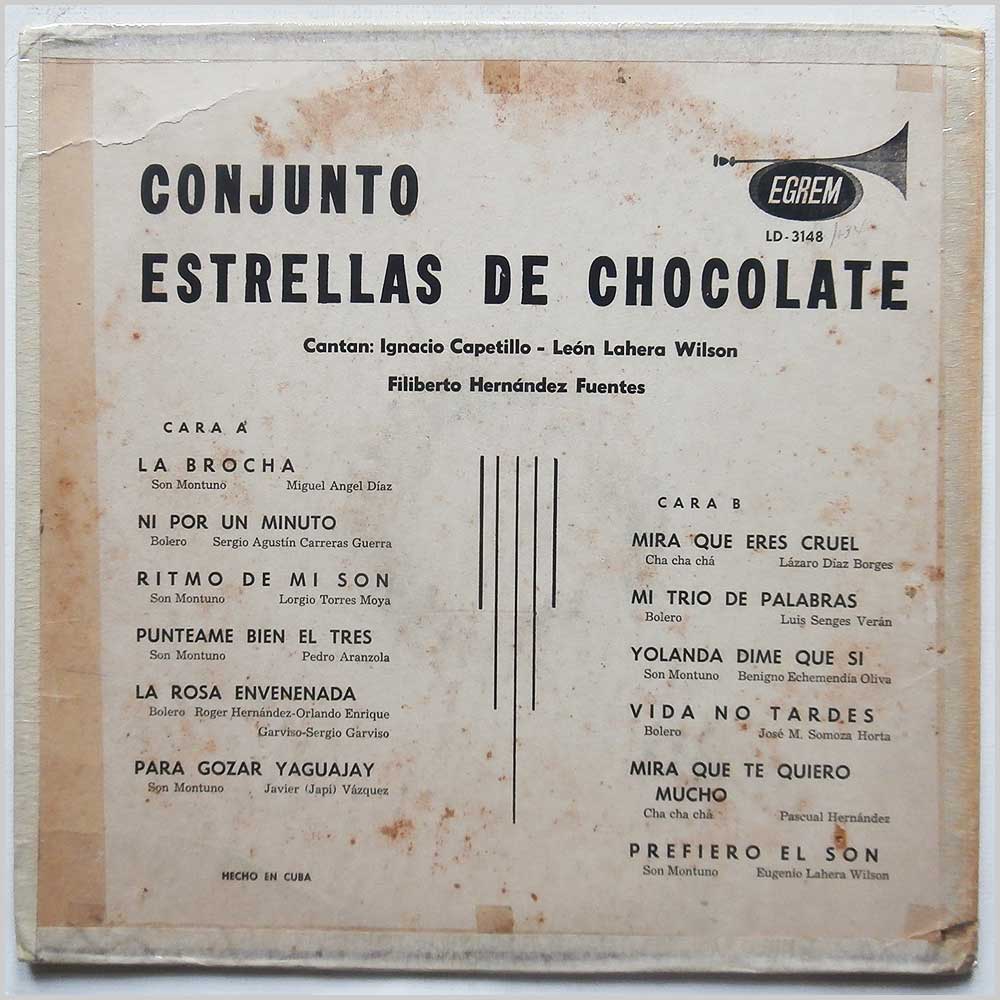 CONJUNTO
EGREM
LD-3148
ESTRELLAS DE CHOCOLATE
Cantan: Ignacio Capetillo - León Lahera Wilson
Filiberto Hernández Fuentes
CARA A
LA BROCHA
Son Montuno Miguel Angel Díaz
NI POR UN MINUTO
Bolero Sergio Agustín Carreras Guerra
RITMO DE MI SON
Son Montuno Lorgio Torres Moya
PUNTEAME BIEN EL TRES
Son Montuno Pedro Aranzola
LA ROSA ENVENENADA
Bolero Roger Hernández-Orlando Enrique
Garviso-Sergio Garviso
PARA GOZAR YAGUAJAY
Son Montuno Javier (Japí) Vázquez
HECHO EN CUBA
CARA B
MIRA QUE ERES CRUEL
Cha cha chá Lázaro Díaz Borges
MI TRIO DE PALABRAS
Bolero Luis Senges Verán
YOLANDA DIME QUE SI
Son Montuno Benigno Echemendía Oliva
VIDA NO TARDES
Bolero José M. Somoza Horta
MIRA QUE TE QUIERO
MUCHO
Cha cha chá Pascual Hernández
PREFIERO EL SON
Son Montuno Eugenio Lahera Wilson